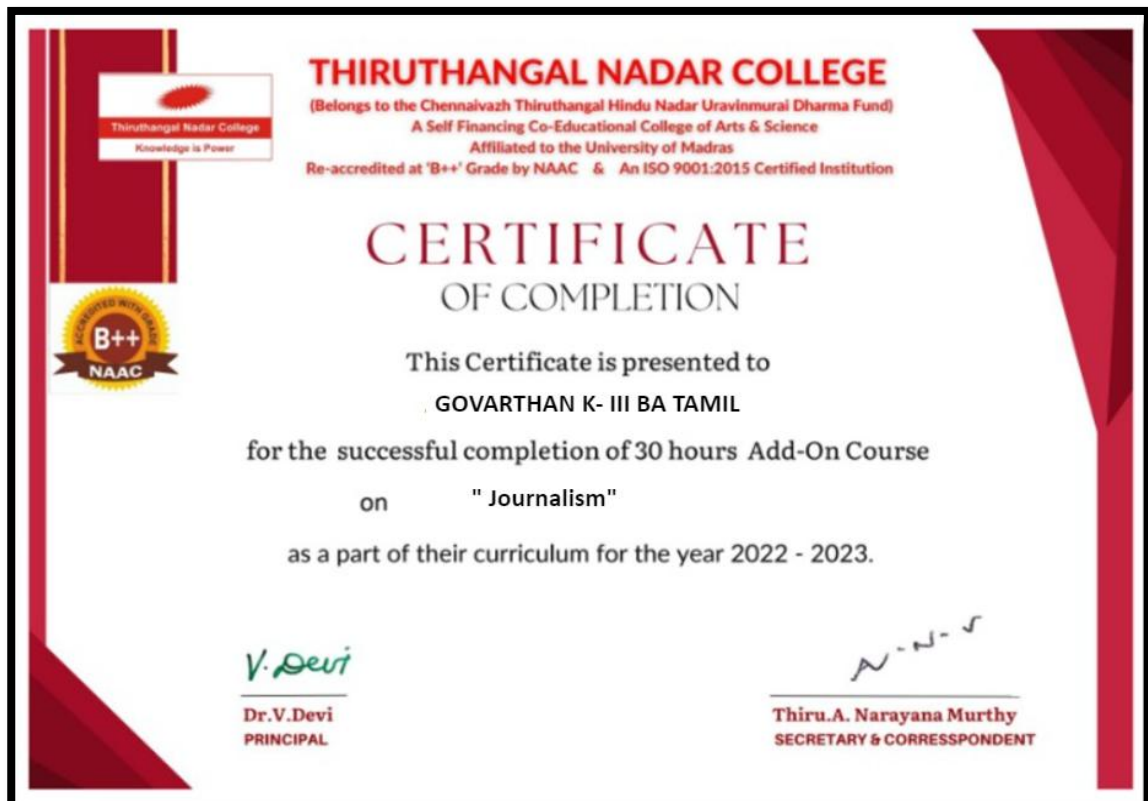 THIRUTHANGAL NADAR COLLEGE
(Belongs to the Chennaivazh Thiruthangal Hindu Nadar Uravinmurai Dharma Fund)
A Self Financing Co-Educational College of Arts & Science
Affiliated to the University of Madras
Re-accredited at 'B++' Grade by NAAC & An ISO 9001:2015 Certified Institution
Thiruthangal Nadar College
Knowledge is Power
CERTIFICATE
OF COMPLETION
ACCREDITED WITH GRADE
B++
NAAC
This Certificate is presented to
GOVARTHAN K- III BA TAMIL
for the successful completion of 30 hours Add-On Course
on " Journalism"
as a part of their curriculum for the year 2022 - 2023.
V. Devi
Dr.V.Devi
PRINCIPAL
A-N-J
Thiru.A. Narayana Murthy
SECRETARY & CORRESSPONDENT